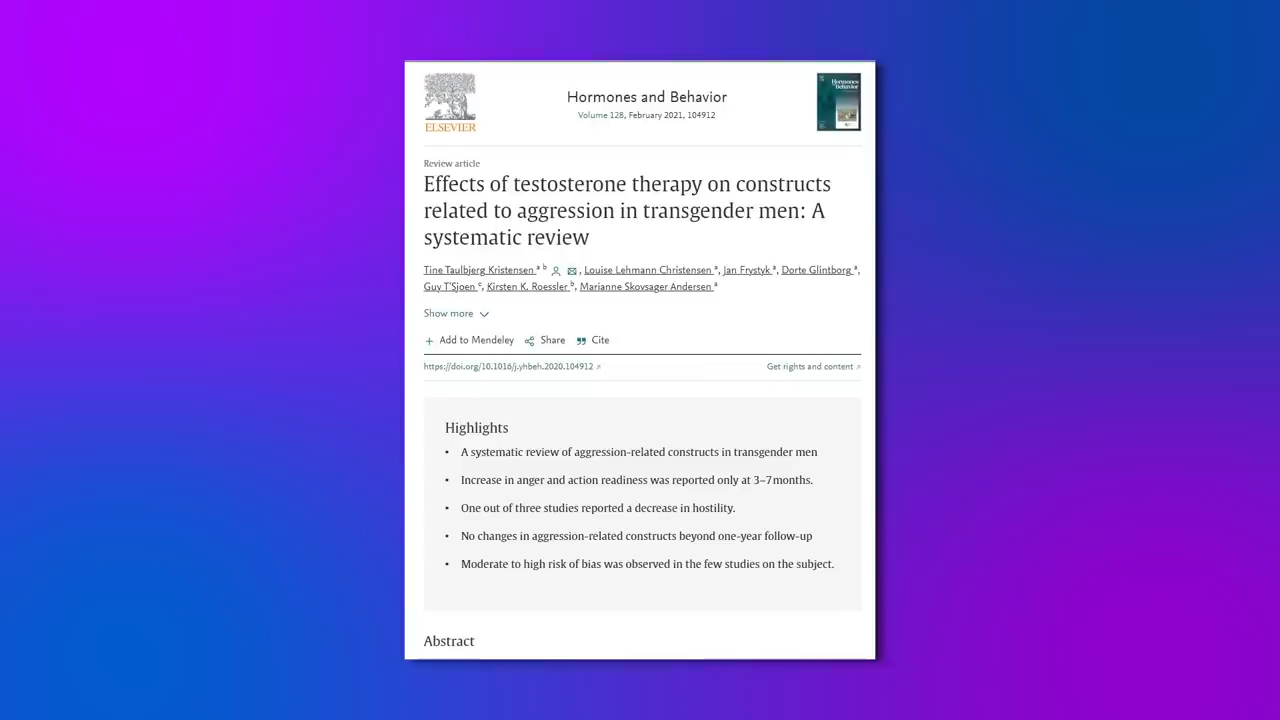 ELSEVIER
Hormones and Behavior
Volume 128, February 2021, 104912
Hormones and Behavior
Review article
Effects of testosterone therapy on constructs
related to aggression in transgender men: A
systematic review
Tine Taulbjerg Kristensen a b , Louise Lehmann Christensen a, Jan Frystyk a, Dorte Glintborg a,
Guy T'Sjoen c, Kirsten K. Roessler b, Marianne Skovsager Andersen a
Show more
+ Add to Mendeley Share Cite
https://doi.org/10.1016/j.yhbeh.2020.104912 ↗ Get rights and content ↗
Highlights
• A systematic review of aggression-related constructs in transgender men
• Increase in anger and action readiness was reported only at 3–7 months.
• One out of three studies reported a decrease in hostility.
• No changes in aggression-related constructs beyond one-year follow-up
• Moderate to high risk of bias was observed in the few studies on the subject.
Abstract